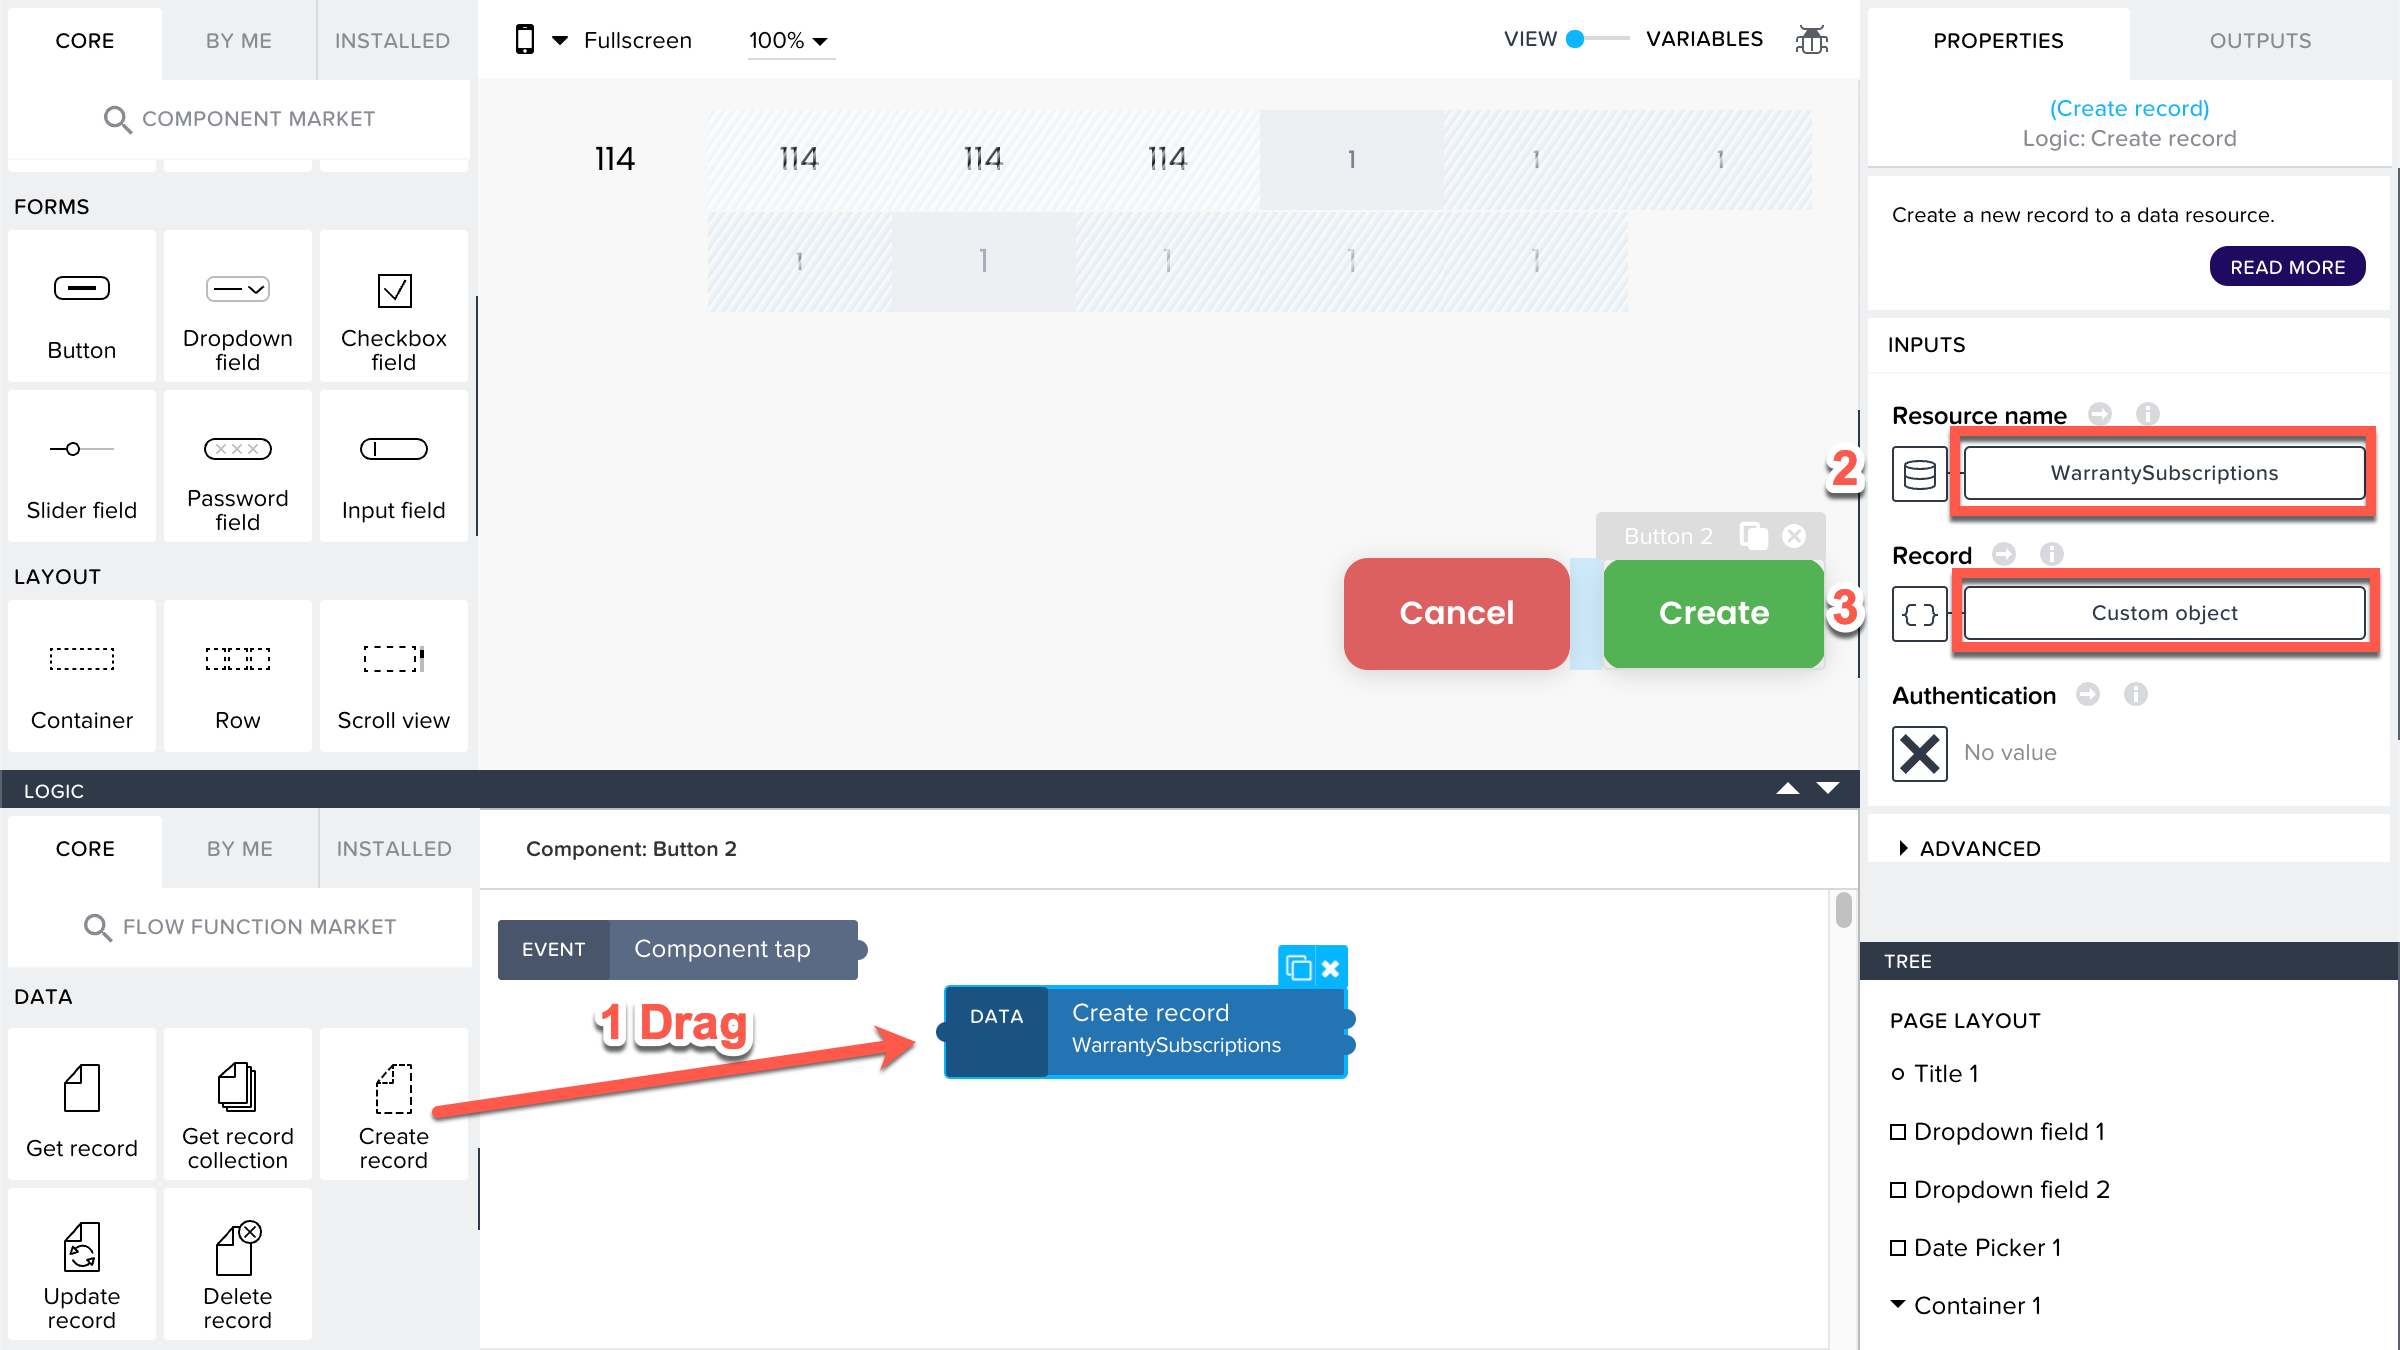 CORE
BY ME
INSTALLED
COMPONENT MARKET
FORMS
Button
Dropdown
field
Checkbox
field
Slider field
Password
field
Input field
LAYOUT
Container
Row
Scroll view
Fullscreen
100%
VIEW
VARIABLES
114
114
114
114
1
1
1
1
1
1
1
1
Button 2
Cancel
Create
PROPERTIES
OUTPUTS
(Create record)
Logic: Create record
Create a new record to a data resource.
READ MORE
INPUTS
Resource name
2
WarrantySubscriptions
Record
3
Custom object
Authentication
No value
ADVANCED
LOGIC
CORE
BY ME
INSTALLED
FLOW FUNCTION MARKET
DATA
Get record
Get record
collection
Create
record
Update
record
Delete
record
Component: Button 2
EVENT
Component tap
1 Drag
DATA
Create record
WarrantySubscriptions
TREE
PAGE LAYOUT
Title 1
Dropdown field 1
Dropdown field 2
Date Picker 1
Container 1